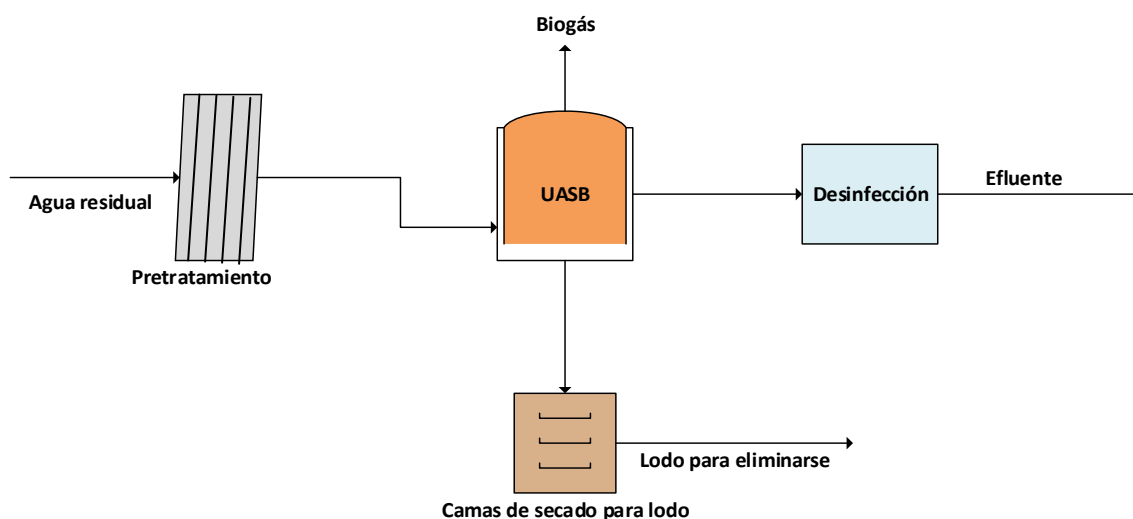 Biogás
Agua residual
Pretratamiento
UASB
Desinfección
Efluente
Lodo para eliminarse
Camas de secado para lodo